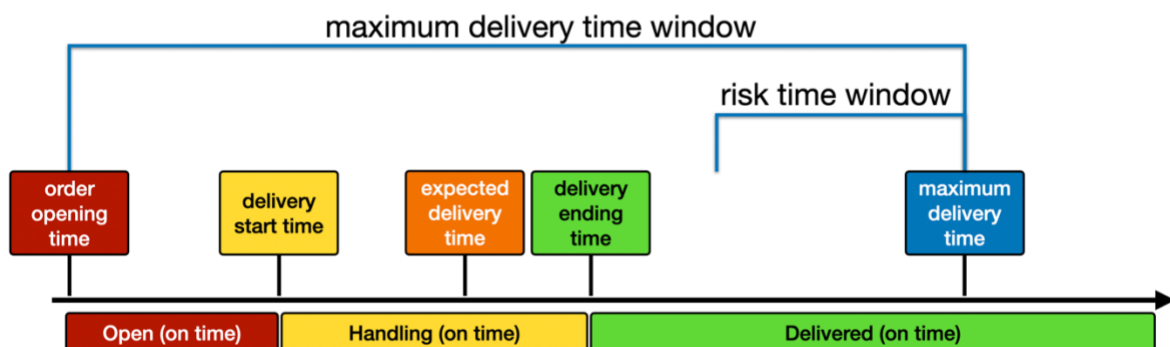 maximum delivery time window
risk time window
order
opening
time
delivery
start time
expected
delivery
time
delivery
ending
time
maximum
delivery
time
Open (on time)
Handling (on time)
Delivered (on time)